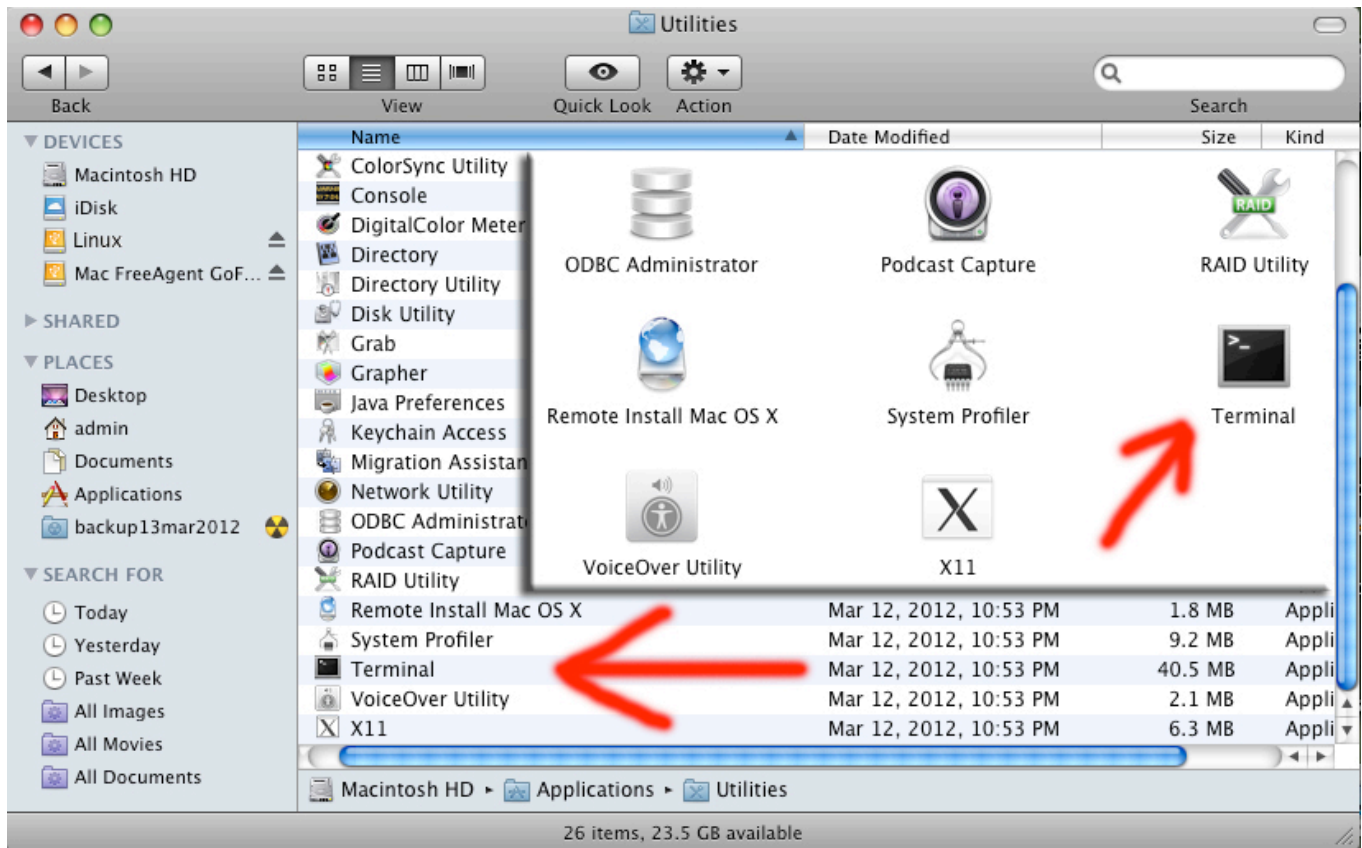 Utilities
Back
View
Quick Look
Action
Search
DEVICES
Macintosh HD
iDisk
Linux
Mac FreeAgent GoF...
SHARED
PLACES
Desktop
admin
Documents
Applications
backup13mar2012
SEARCH FOR
Today
Yesterday
Past Week
All Images
All Movies
All Documents
Name Date Modified Size Kind
ColorSync Utility
Console
DigitalColor Meter
Directory
Directory Utility
Disk Utility
Grab
Grapher
Java Preferences
Keychain Access
Migration Assistan
Network Utility
ODBC Administrat
Podcast Capture
RAID Utility
Remote Install Mac OS X Mar 12, 2012, 10:53 PM 1.8 MB Appli
System Profiler Mar 12, 2012, 10:53 PM 9.2 MB Appli
Terminal Mar 12, 2012, 10:53 PM 40.5 MB Appli
VoiceOver Utility Mar 12, 2012, 10:53 PM 2.1 MB Appli
X11 Mar 12, 2012, 10:53 PM 6.3 MB Appli
ODBC Administrator
Podcast Capture
RAID
RAID Utility
Remote Install Mac OS X
System Profiler
>_
Terminal
VoiceOver Utility
X
X11
Macintosh HD ▸ Applications ▸ Utilities
26 items, 23.5 GB available